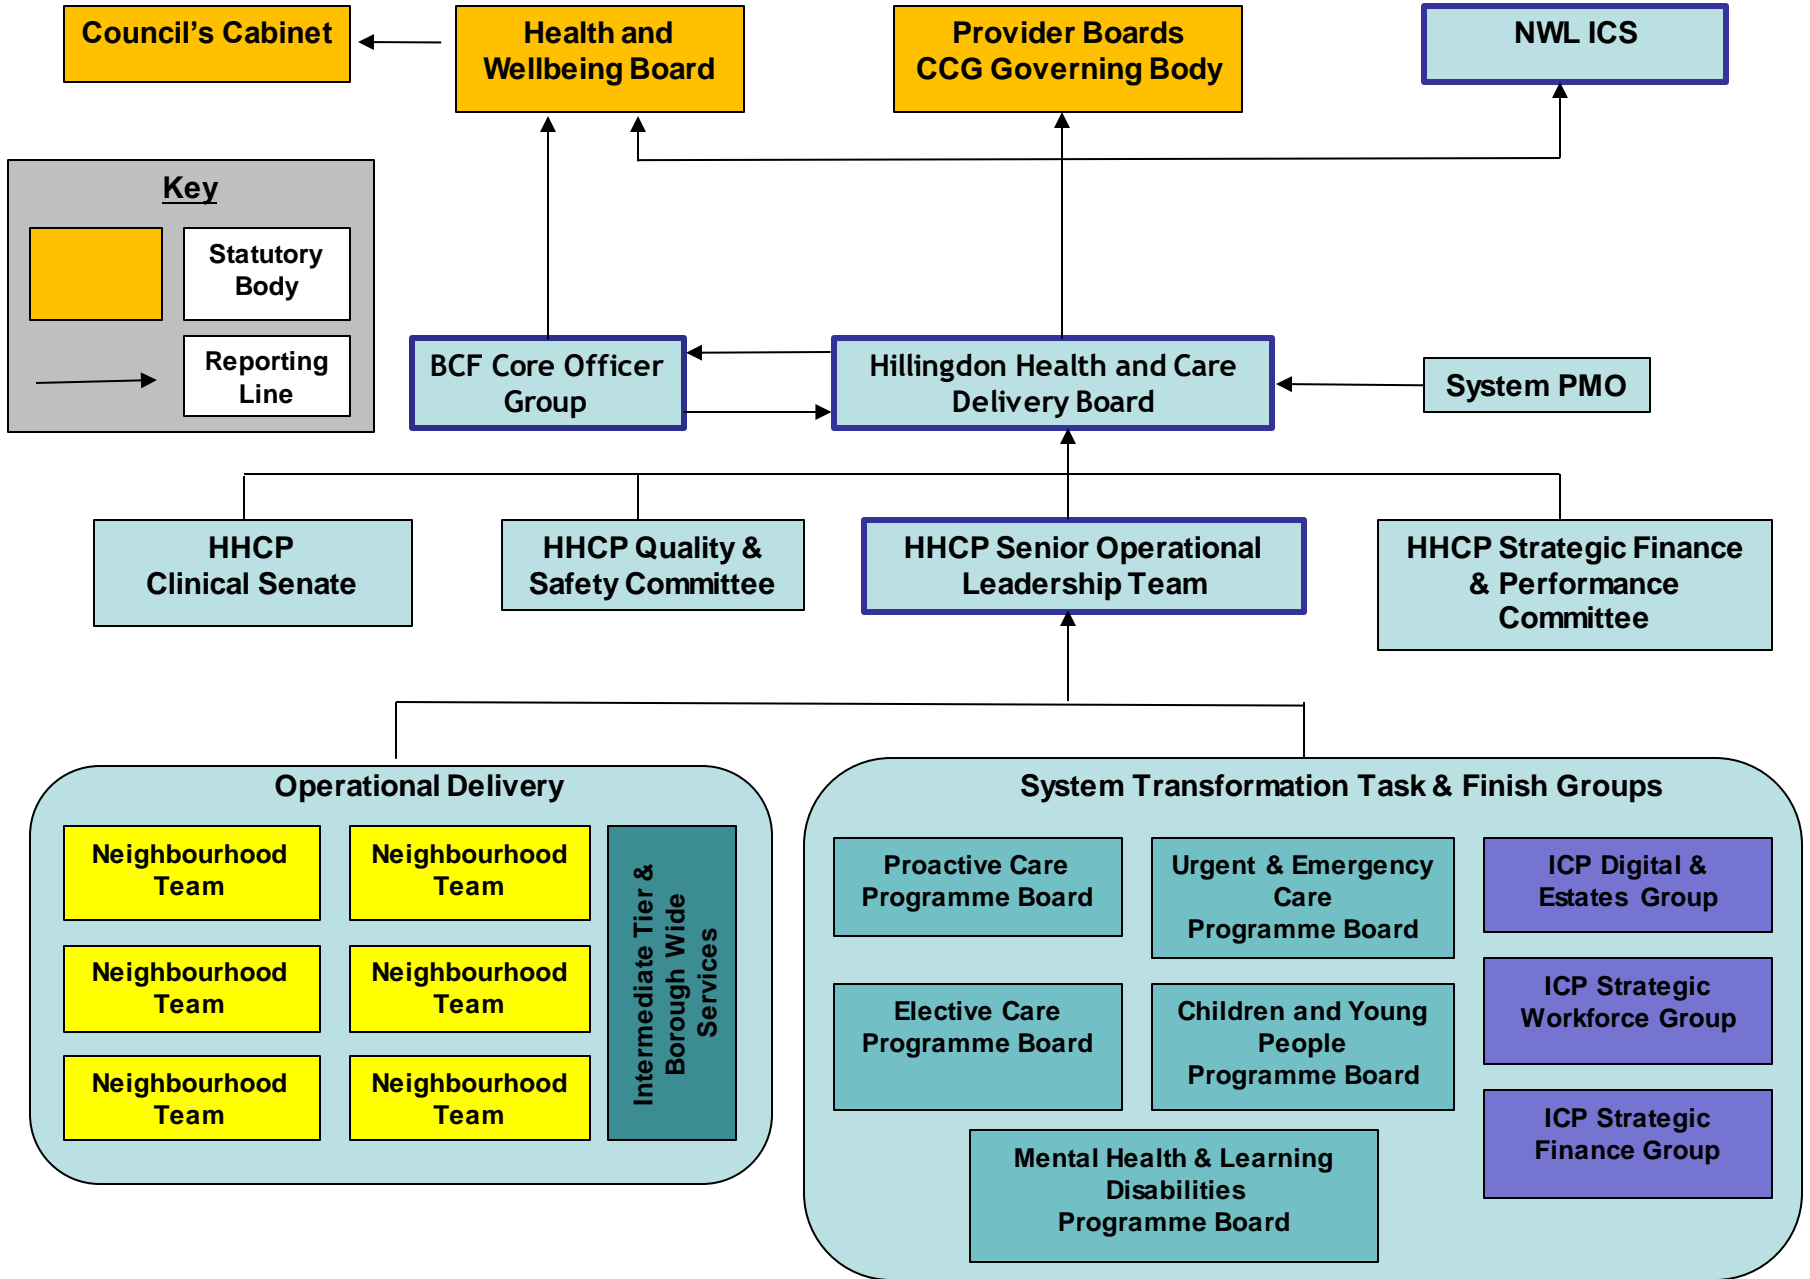 Council's Cabinet
Health and
Wellbeing Board
Provider Boards
CCG Governing Body
NWL ICS
Key
Statutory
Body
Reporting
Line
BCF Core Officer
Group
Hillingdon Health and Care
Delivery Board
System PMO
HHCP
Clinical Senate
HHCP Quality &
Safety Committee
HHCP Senior Operational
Leadership Team
HHCP Strategic Finance
& Performance
Committee
Operational Delivery
Neighbourhood
Team
Neighbourhood
Team
Neighbourhood
Team
Neighbourhood
Team
Neighbourhood
Team
Neighbourhood
Team
Intermediate Tier &
Borough Wide
Services
System Transformation Task & Finish Groups
Proactive Care
Programme Board
Urgent & Emergency
Care
Programme Board
ICP Digital &
Estates Group
Elective Care
Programme Board
Children and Young
People
Programme Board
ICP Strategic
Workforce Group
Mental Health & Learning
Disabilities
Programme Board
ICP Strategic
Finance Group